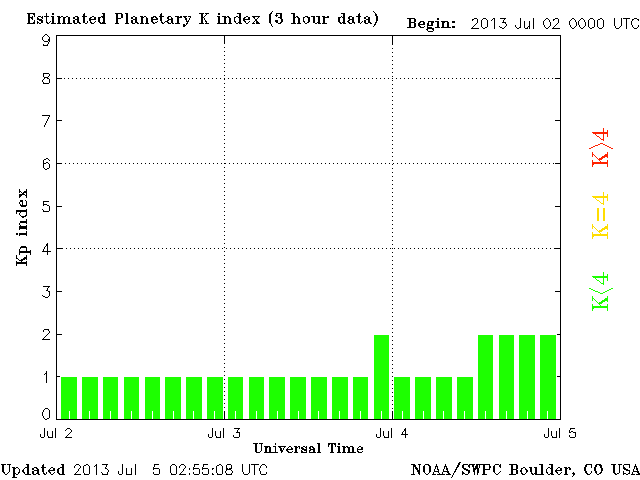 Estimated Planetary K index (3 hour data) Begin: 2013 Jul 02 0000 UTC
9
8
7
6
5
4
3
2
1
0
Kp index
Jul 2 Jul 3 Jul 4 Jul 5
Universal Time
K>4
K=4
K<4
Updated 2013 Jul 5 02:55:08 UTC NOAA/SWPC Boulder, CO USA